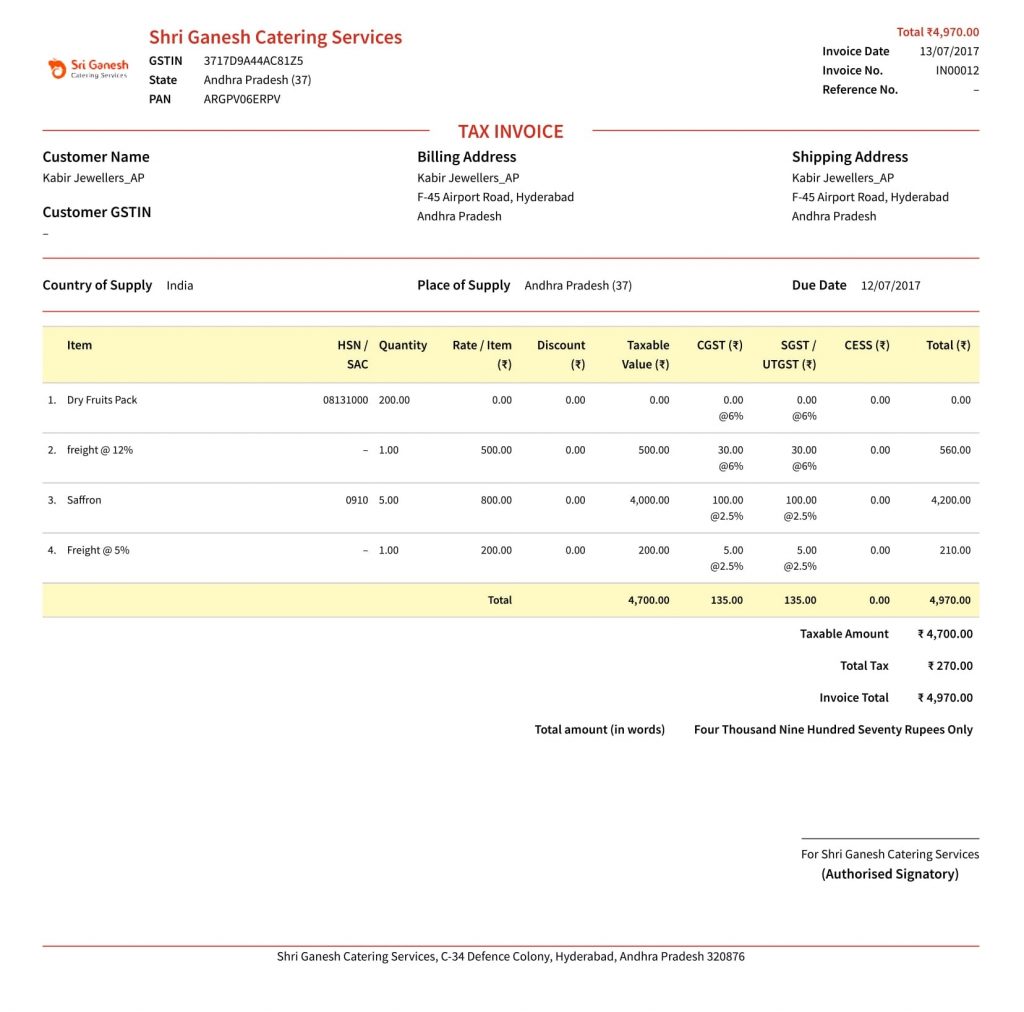 Sri Ganesh
Catering Services
Shri Ganesh Catering Services
GSTIN 3717D9A44AC81Z5
State Andhra Pradesh (37)
PAN ARGPV06ERPV
Total ₹4,970.00
Invoice Date 13/07/2017
Invoice No. IN00012
Reference No. –
TAX INVOICE
Customer Name
Kabir Jewellers_AP
Customer GSTIN
–
Billing Address
Kabir Jewellers_AP
F-45 Airport Road, Hyderabad
Andhra Pradesh
Shipping Address
Kabir Jewellers_AP
F-45 Airport Road, Hyderabad
Andhra Pradesh
Country of Supply India Place of Supply Andhra Pradesh (37) Due Date 12/07/2017
Item HSN / Quantity Rate / Item Discount Taxable CGST (₹) SGST / CESS (₹) Total (₹)
SAC (₹) (₹) Value (₹) UTGST (₹)
1. Dry Fruits Pack 08131000 200.00 0.00 0.00 0.00 0.00 0.00 0.00 0.00
@6% @6%
2. freight @ 12% – 1.00 500.00 0.00 500.00 30.00 30.00 0.00 560.00
@6% @6%
3. Saffron 0910 5.00 800.00 0.00 4,000.00 100.00 100.00 0.00 4,200.00
@2.5% @2.5%
4. Freight @ 5% – 1.00 200.00 0.00 200.00 5.00 5.00 0.00 210.00
@2.5% @2.5%
Total 4,700.00 135.00 135.00 0.00 4,970.00
Taxable Amount ₹ 4,700.00
Total Tax ₹ 270.00
Invoice Total ₹ 4,970.00
Total amount (in words) Four Thousand Nine Hundred Seventy Rupees Only
For Shri Ganesh Catering Services
(Authorised Signatory)
Shri Ganesh Catering Services, C-34 Defence Colony, Hyderabad, Andhra Pradesh 320876